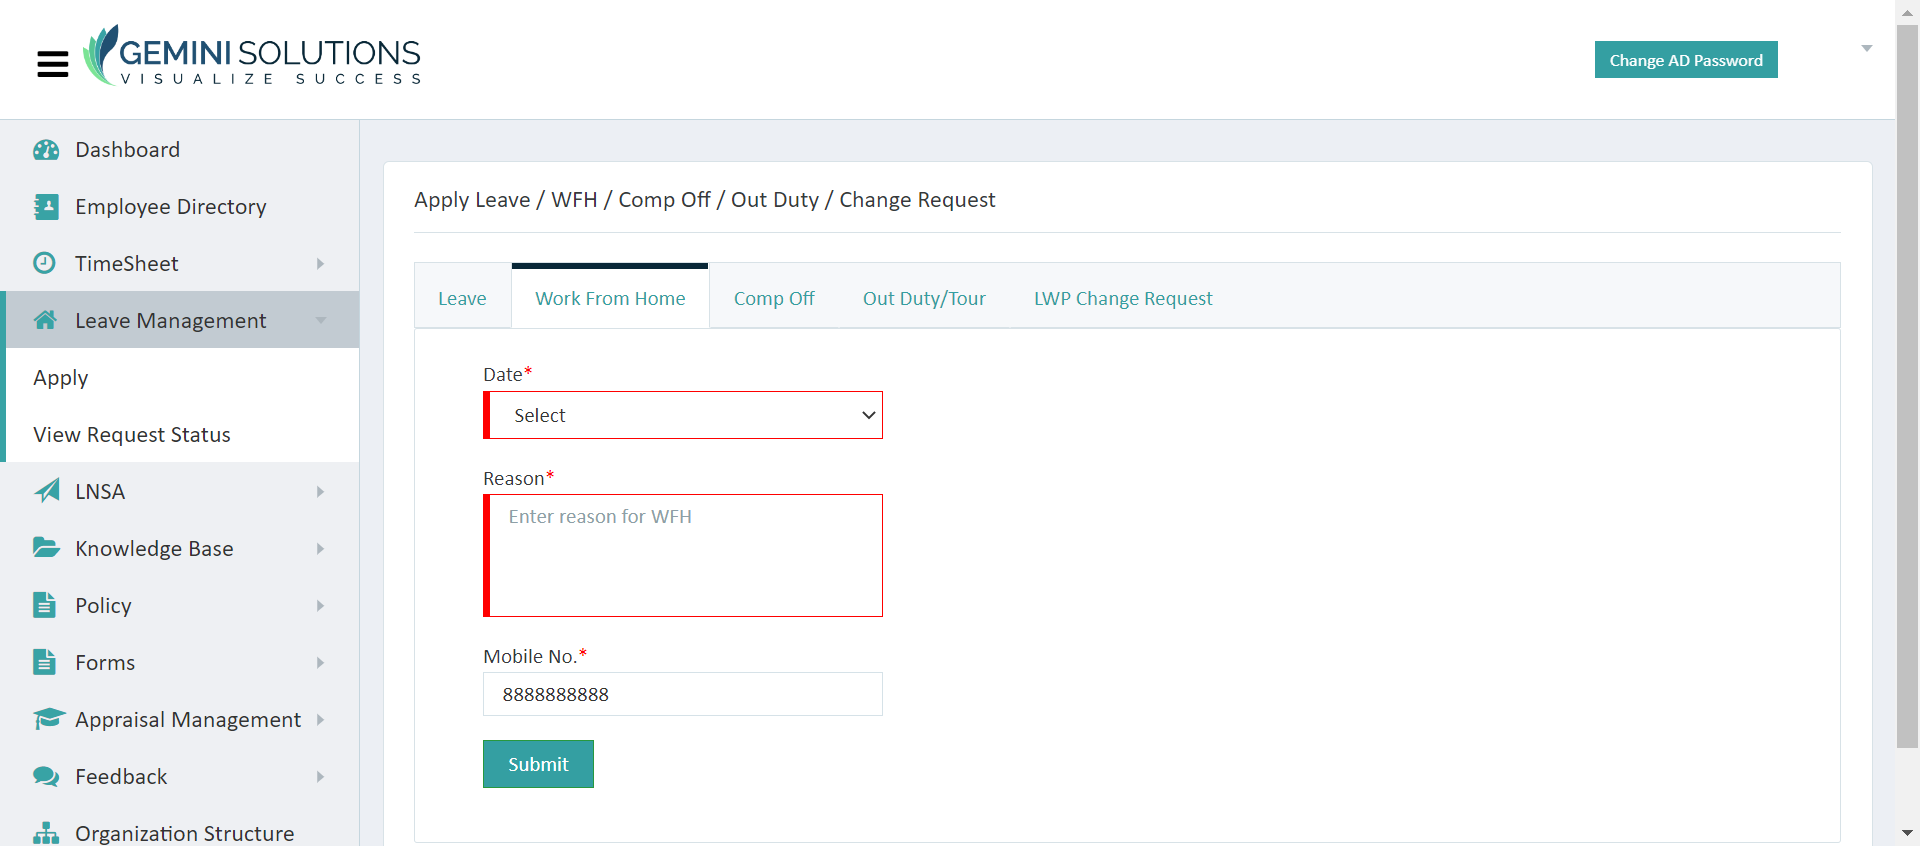 GEMINI SOLUTIONS
VISUALIZE SUCCESS
Change AD Password
Dashboard
Employee Directory
TimeSheet
Leave Management
Apply
View Request Status
LNSA
Knowledge Base
Policy
Forms
Appraisal Management
Feedback
Organization Structure
Apply Leave / WFH / Comp Off / Out Duty / Change Request
Leave Work From Home Comp Off Out Duty/Tour LWP Change Request
Date*
Select
Reason*
Enter reason for WFH
Mobile No.*
8888888888
Submit